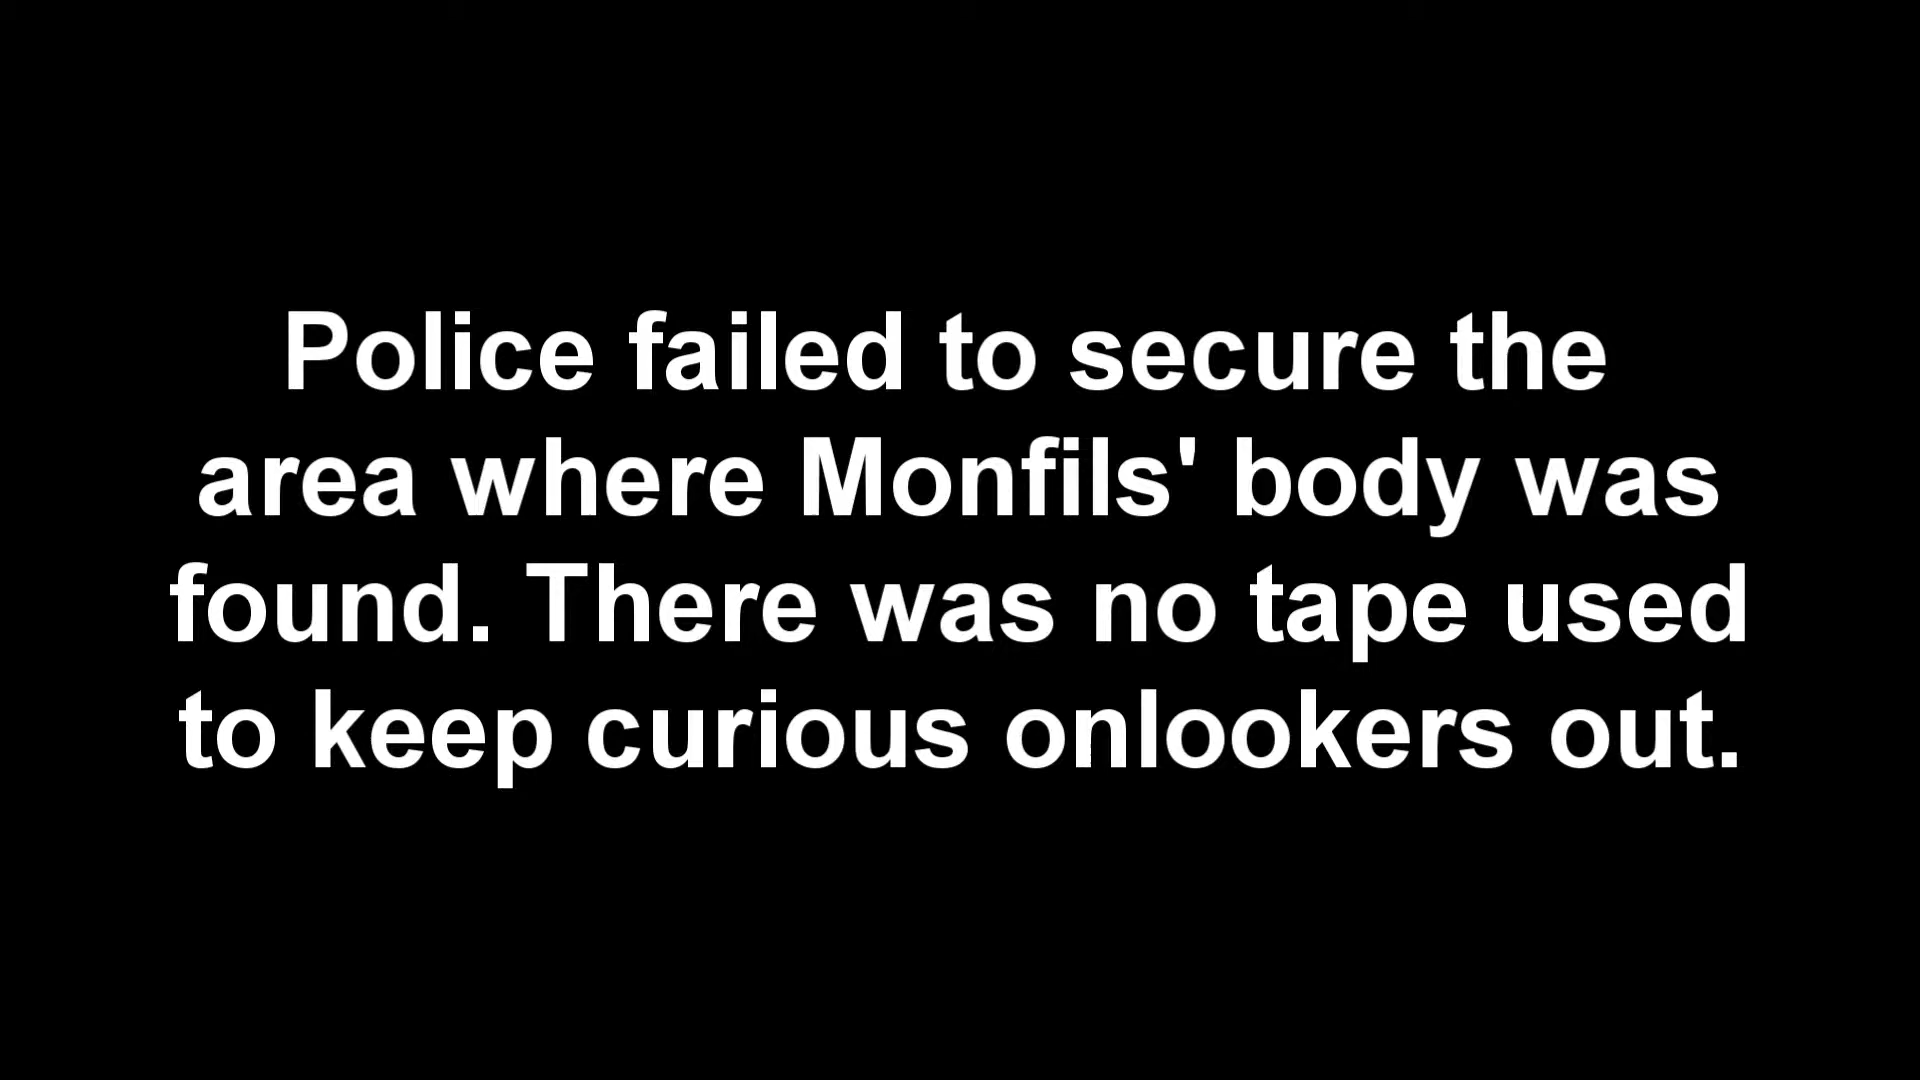 Police failed to secure the
area where Monfils' body was
found. There was no tape used
to keep curious onlookers out.